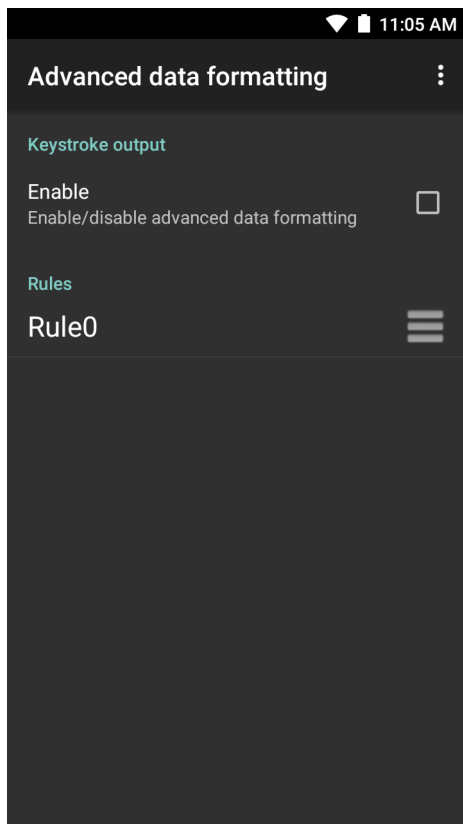 11:05 AM
Advanced data formatting
Keystroke output
Enable
Enable/disable advanced data formatting
Rules
Rule0